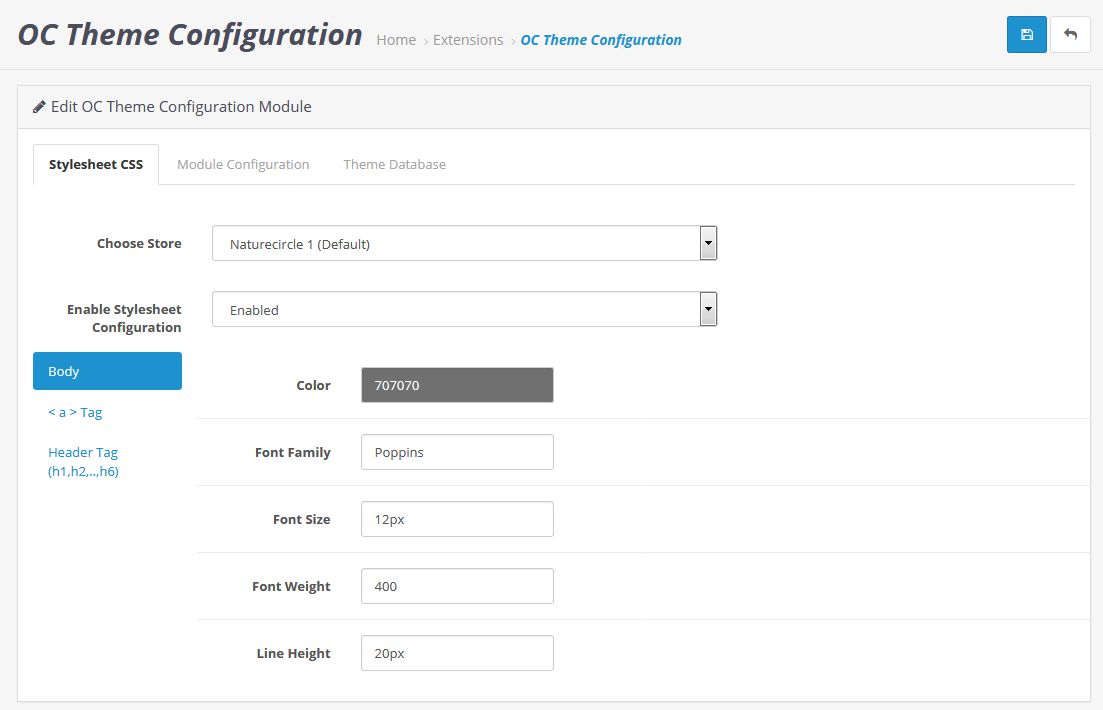 OC Theme Configuration Home › Extensions › OC Theme Configuration
Edit OC Theme Configuration Module
Stylesheet CSS Module Configuration Theme Database
Choose Store Naturecircle 1 (Default)
Enable Stylesheet
Configuration
Enabled
Body
< a > Tag
Header Tag
(h1,h2,..,h6)
Color 707070
Font Family Poppins
Font Size 12px
Font Weight 400
Line Height 20px